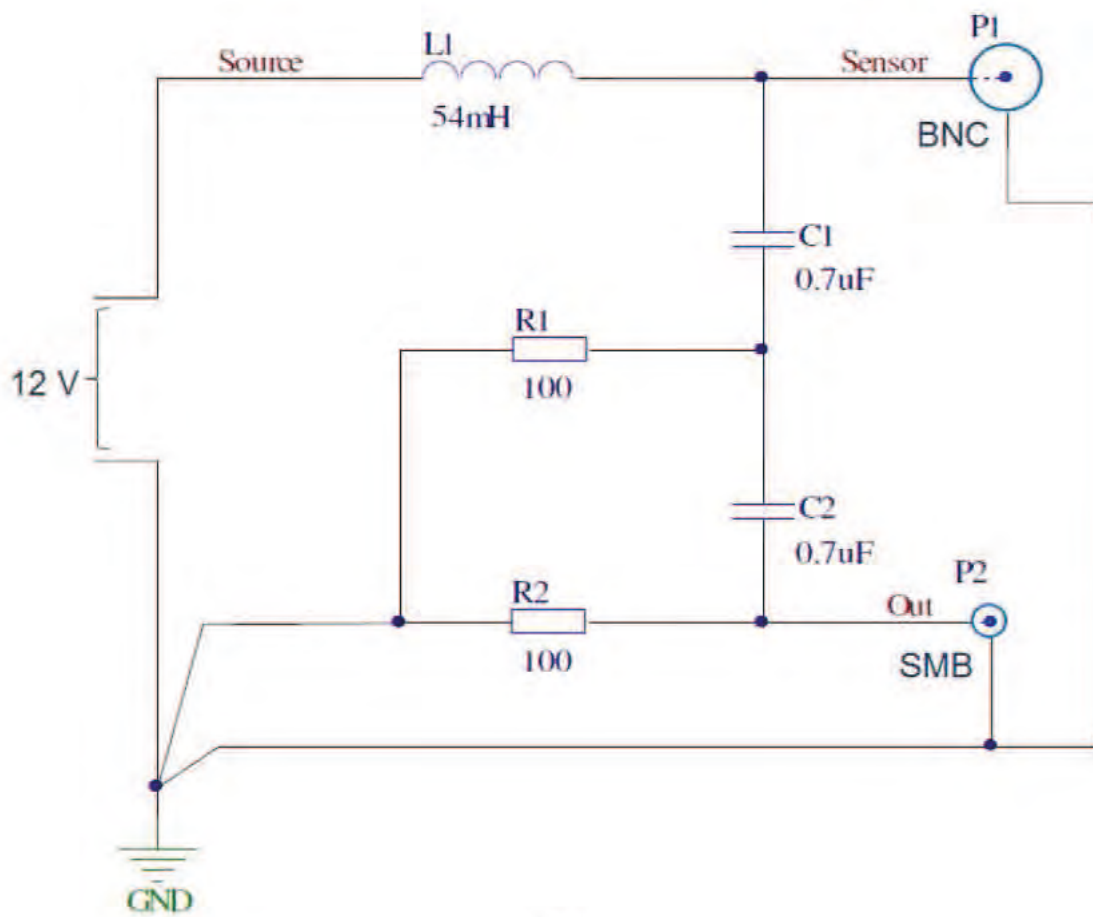 P1
L1
Source
Sensor
54mH
BNC
C1
0.7uF
R1
12 V
100
C2
0.7uF
P2
R2
Out
100
SMB
GND